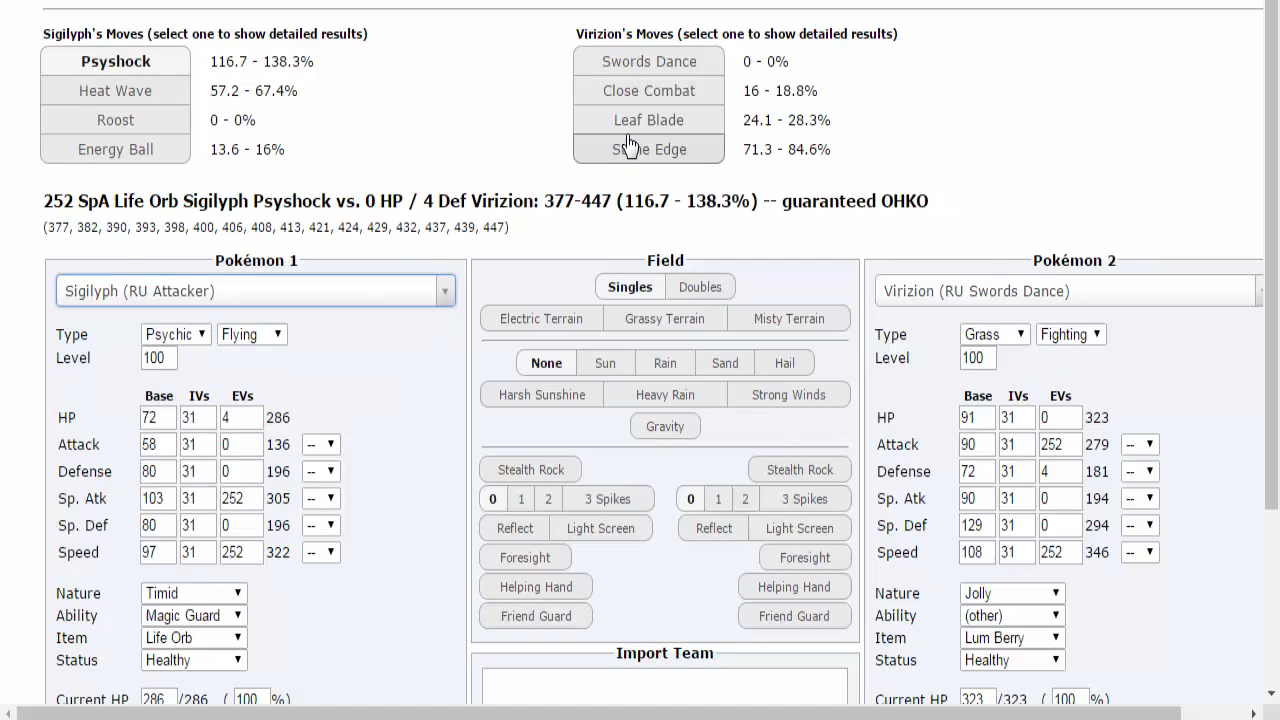 Sigilyph's Moves (select one to show detailed results)
Psyshock 116.7 - 138.3%
Heat Wave 57.2 - 67.4%
Roost 0 - 0%
Energy Ball 13.6 - 16%
Virizion's Moves (select one to show detailed results)
Swords Dance 0 - 0%
Close Combat 16 - 18.8%
Leaf Blade 24.1 - 28.3%
Edge 71.3 - 84.6%
252 SpA Life Orb Sigilyph Psyshock vs. 0 HP / 4 Def Virizion: 377-447 (116.7 - 138.3%) -- guaranteed OHKO
(377, 382, 390, 393, 398, 400, 406, 408, 413, 421, 424, 429, 432, 437, 439, 447)
Pokémon 1
Sigilyph (RU Attacker)
Type Psychic Flying
Level 100
Base IVs EVs
HP 72 31 4 286
Attack 58 31 0 136 --
Defense 80 31 0 196 --
Sp. Atk 103 31 252 305 --
Sp. Def 80 31 0 196 --
Speed 97 31 252 322 --
Nature Timid
Ability Magic Guard
Item Life Orb
Status Healthy
Current HP 286 /286 ( 100 %)
Field
Singles Doubles
Electric Terrain Grassy Terrain Misty Terrain
None Sun Rain Sand Hail
Harsh Sunshine Heavy Rain Strong Winds
Gravity
Stealth Rock Stealth Rock
0 1 2 3 Spikes 0 1 2 3 Spikes
Reflect Light Screen Reflect Light Screen
Foresight Foresight
Helping Hand Helping Hand
Friend Guard Friend Guard
Import Team
Pokémon 2
Virizion (RU Swords Dance)
Type Grass Fighting
Level 100
Base IVs EVs
HP 91 31 0 323
Attack 90 31 252 279 --
Defense 72 31 4 181 --
Sp. Atk 90 31 0 194 --
Sp. Def 129 31 0 294 --
Speed 108 31 252 346 --
Nature Jolly
Ability (other)
Item Lum Berry
Status Healthy
Current HP 323 /323 ( 100 %)